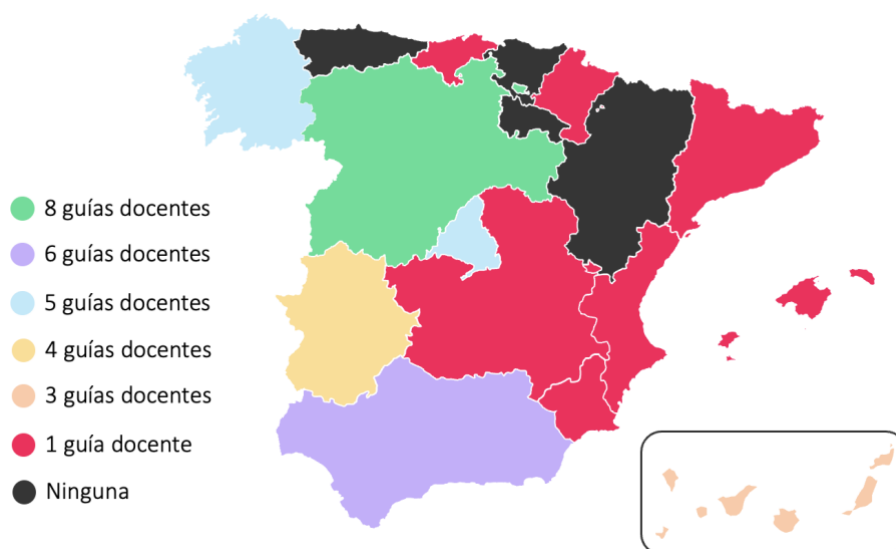 8 guías docentes
6 guías docentes
5 guías docentes
4 guías docentes
3 guías docentes
1 guía docente
Ninguna